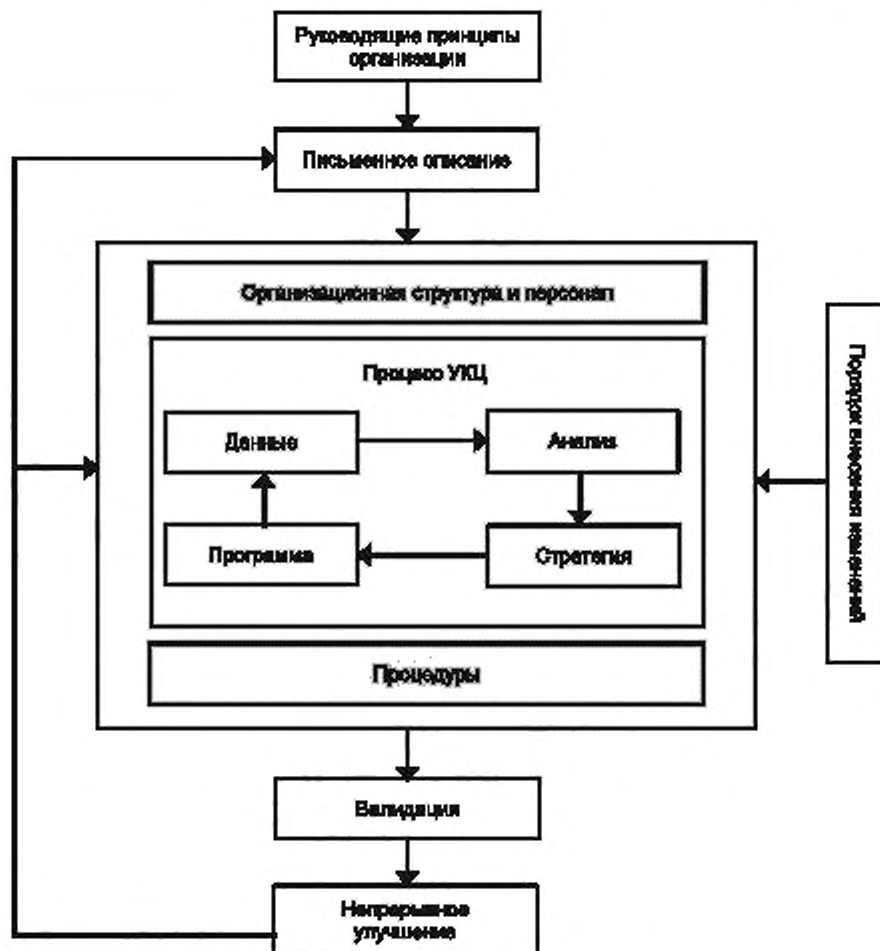 Руководящие принципы
организации
Письменное описание
Организационная структура и персонал
Процесс УКЦ
Данные
Анализ
Программа
Стратегия
Процедуры
Порядок внесения изменений
Валидация
Непрерывное
улучшение